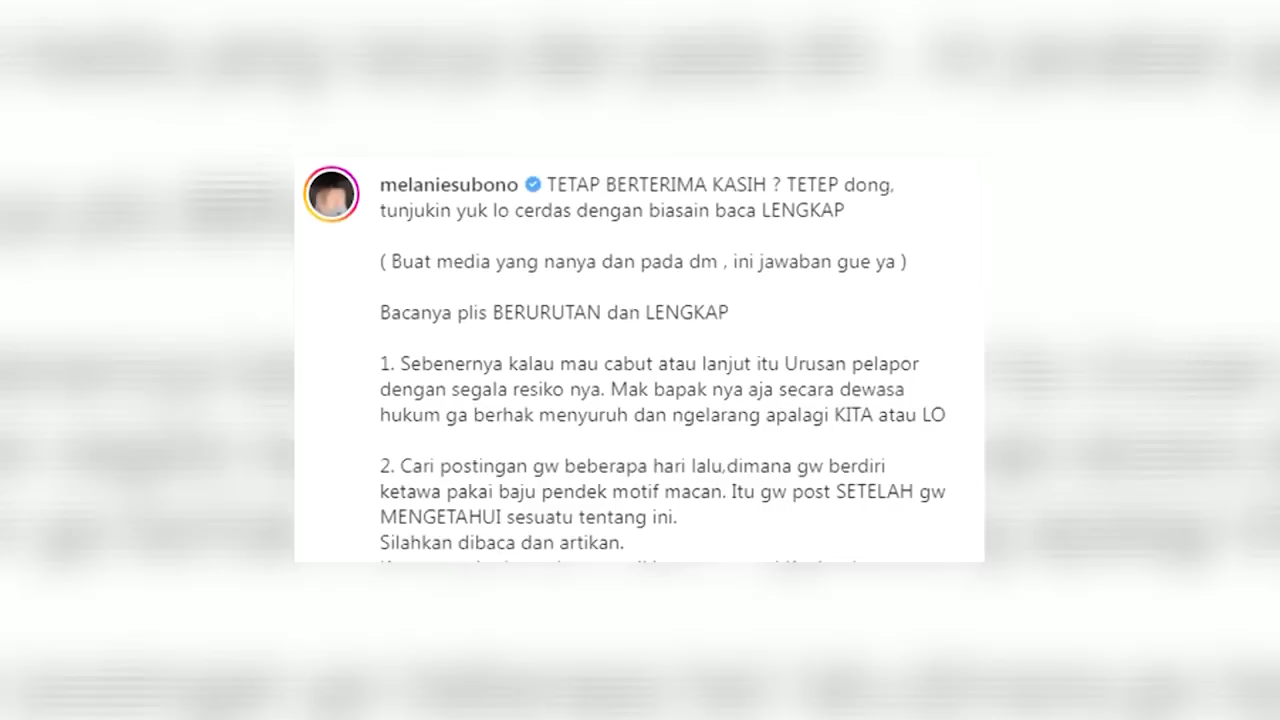 melaniesubono TETAP BERTERIMA KASIH ? TETEP dong,
tunjukin yuk lo cerdas dengan biasain baca LENGKAP
( Buat media yang nanya dan pada dm , ini jawaban gue ya )
Bacanya plis BERURUTAN dan LENGKAP
1. Sebenernya kalau mau cabut atau lanjut itu Urusan pelapor
dengan segala resiko nya. Mak bapak nya aja secara dewasa
hukum ga berhak menyuruh dan ngelarang apalagi KITA atau LO
2. Cari postingan gw beberapa hari lalu,dimana gw berdiri
ketawa pakai baju pendek motif macan. Itu gw post SETELAH gw
MENGETAHUI sesuatu tentang ini.
Silahkan dibaca dan artikan.